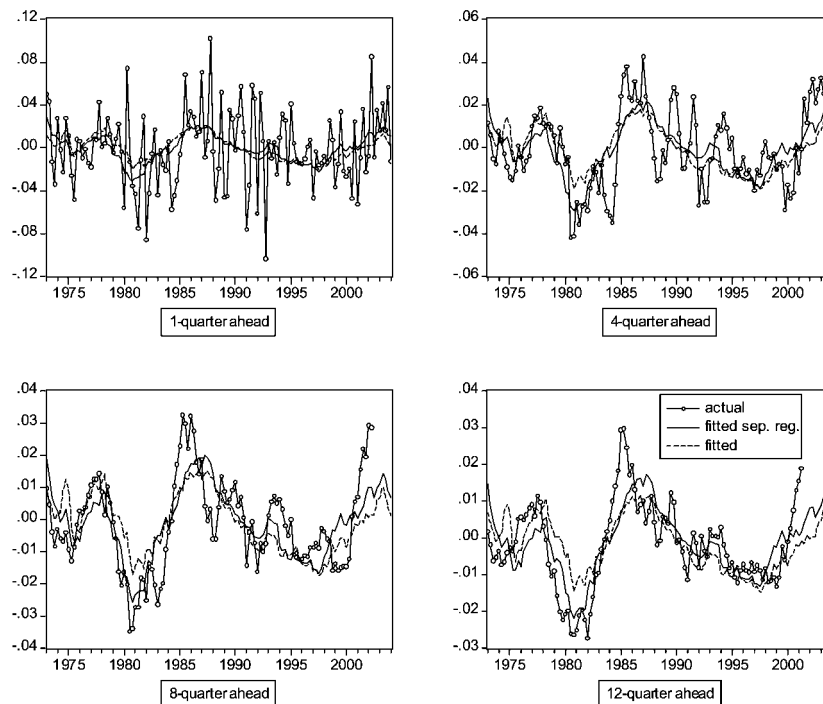 .12
.08
.04
.00
-.04
-.08
-.12
1975 1980 1985 1990 1995 2000
1-quarter ahead
.06
.04
.02
.00
-.02
-.04
-.06
1975 1980 1985 1990 1995 2000
4-quarter ahead
.04
.03
.02
.01
.00
-.01
-.02
-.03
-.04
1975 1980 1985 1990 1995 2000
8-quarter ahead
.04
.03
.02
.01
.00
-.01
-.02
-.03
actual
fitted sep. reg.
fitted
1975 1980 1985 1990 1995 2000
12-quarter ahead